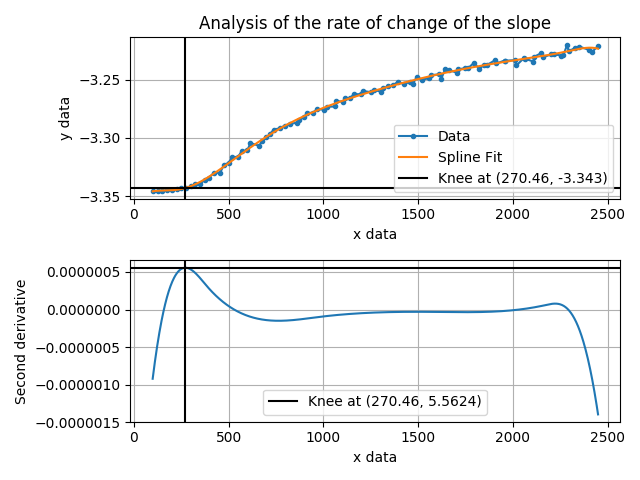 Analysis of the rate of change of the slope
y data
−3.25
−3.30
−3.35
Data
Spline Fit
Knee at (270.46, -3.343)
0 500 1000 1500 2000 2500
x data
Second derivative
0.0000005
0.0000000
−0.0000005
−0.0000010
−0.0000015
Knee at (270.46, 5.5624)
0 500 1000 1500 2000 2500
x data